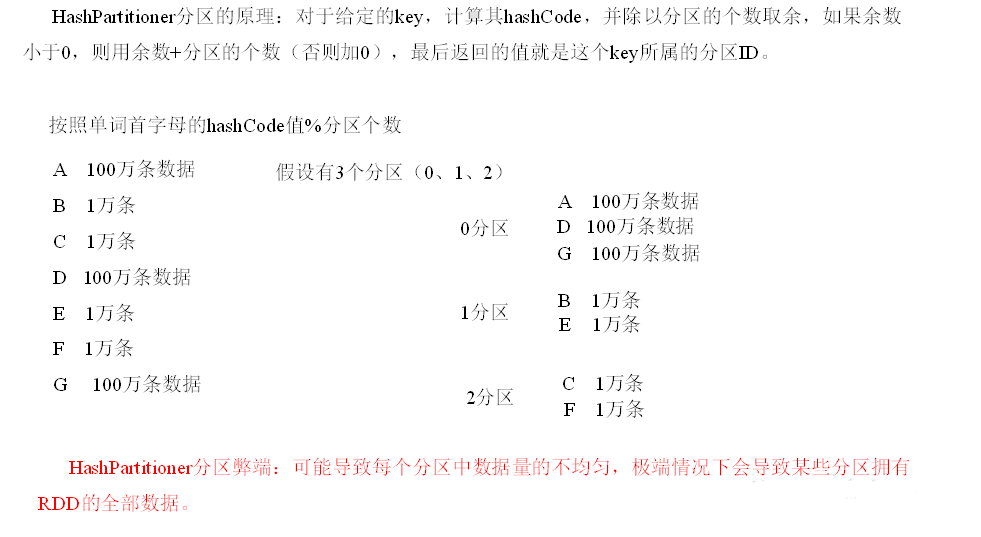 HashPartitioner分区的原理：对于给定的key，计算其hashCode，并除以分区的个数取余，如果余数
小于0，则用余数+分区的个数（否则加0），最后返回的值就是这个key所属的分区ID。
按照单词首字母的hashCode值%分区个数
A 100万条数据
B 1万条
C 1万条
D 100万条数据
E 1万条
F 1万条
G 100万条数据
假设有3个分区（0、1、2）
0分区
A 100万条数据
D 100万条数据
G 100万条数据
1分区
B 1万条
E 1万条
2分区
C 1万条
F 1万条
HashPartitioner分区弊端：可能导致每个分区中数据量的不均匀，极端情况下会导致某些分区拥有
RDD的全部数据。